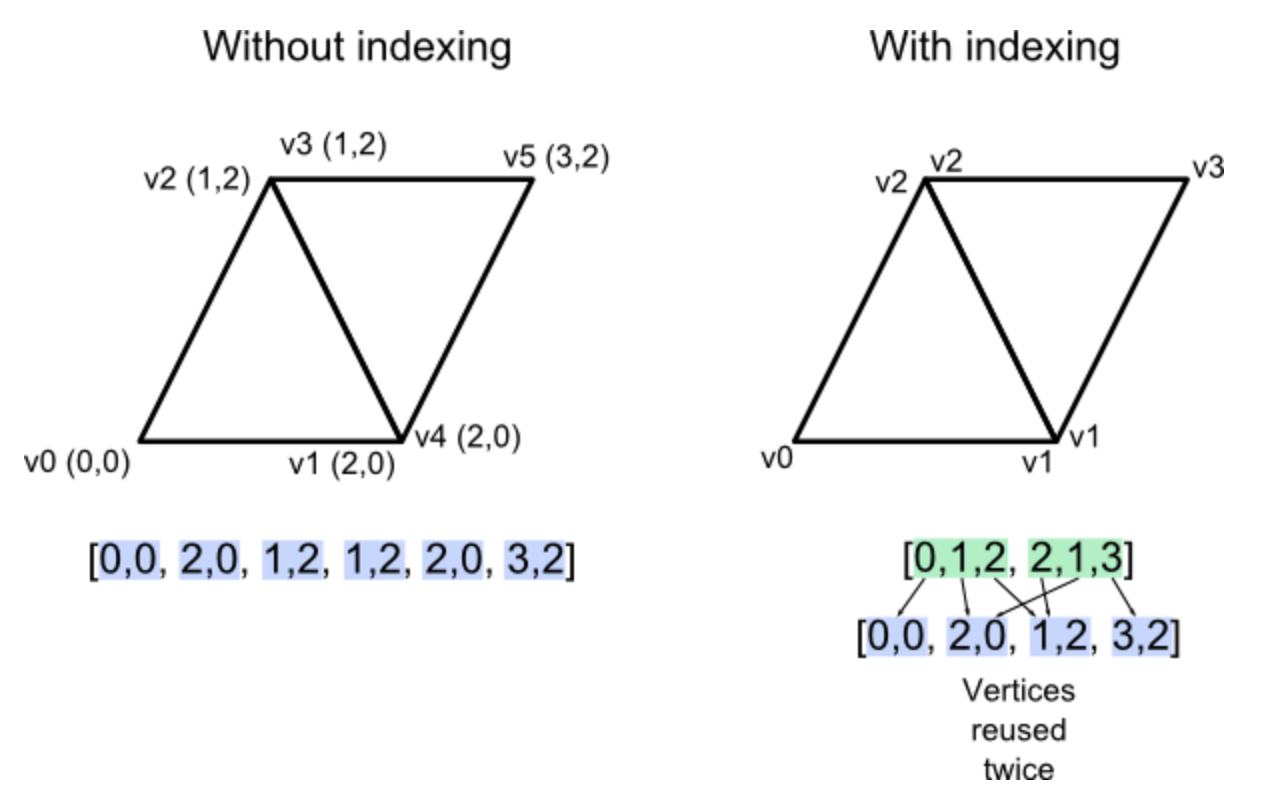 Without indexing
v3 (1,2)
v2 (1,2)
v5 (3,2)
v4 (2,0)
v0 (0,0)
v1 (2,0)
[0,0, 2,0, 1,2, 1,2, 2,0, 3,2]
With indexing
v2
v2
v3
v1
v0
v1
[0,1,2, 2,1,3]
[0,0, 2,0, 1,2, 3,2]
Vertices
reused
twice